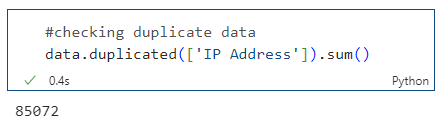 #checking duplicate data
data.duplicated(['IP Address']).sum()
✓ 0.4s Python
85072